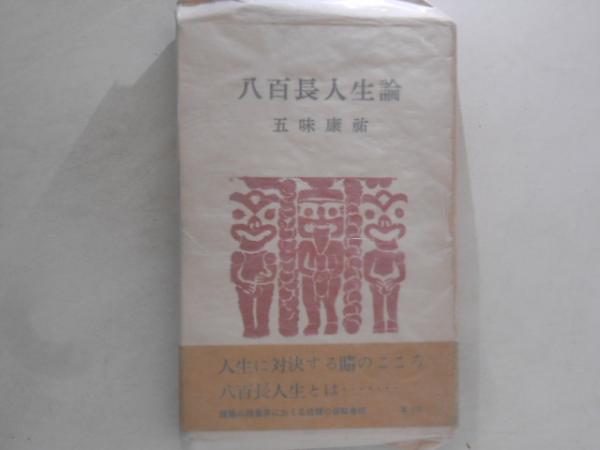 八百長人生論
五味康祐
人生に対決する賭のこころ
八百長人生とは………